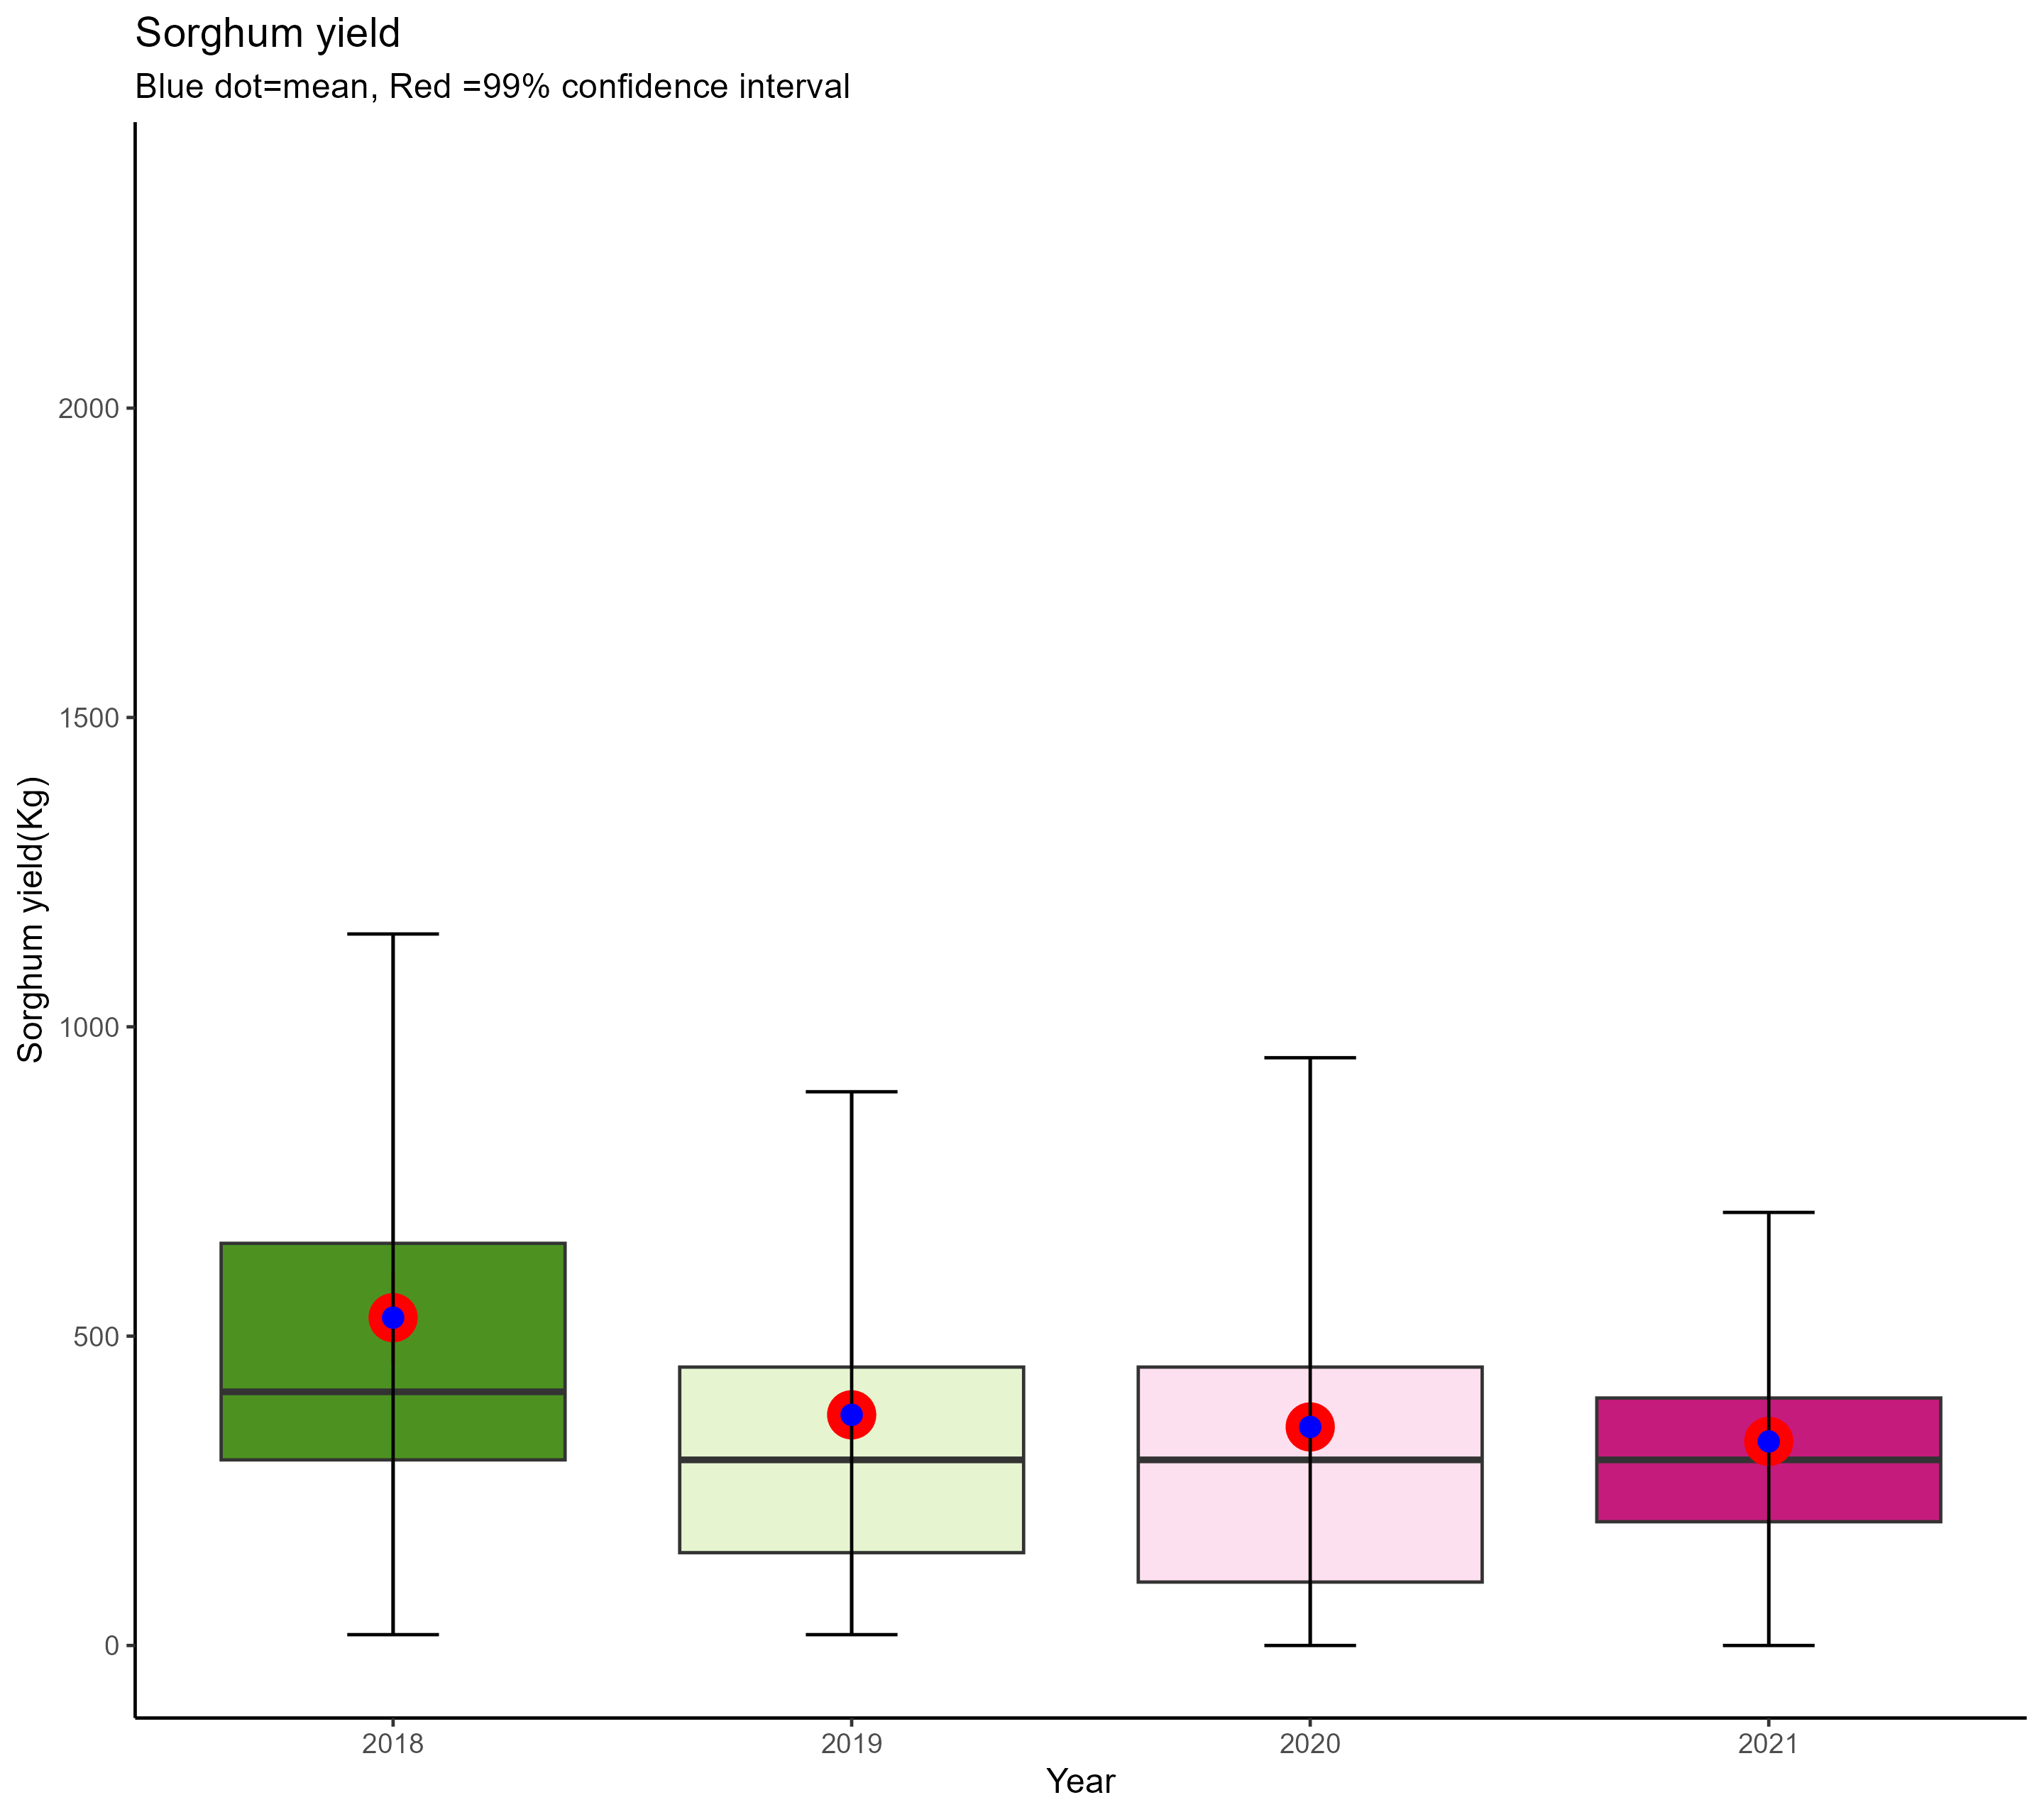 Sorghum yield
Blue dot=mean, Red =99% confidence interval
Sorghum yield(Kg)
2000
1500
1000
500
0
2018
2019
2020
2021
Year